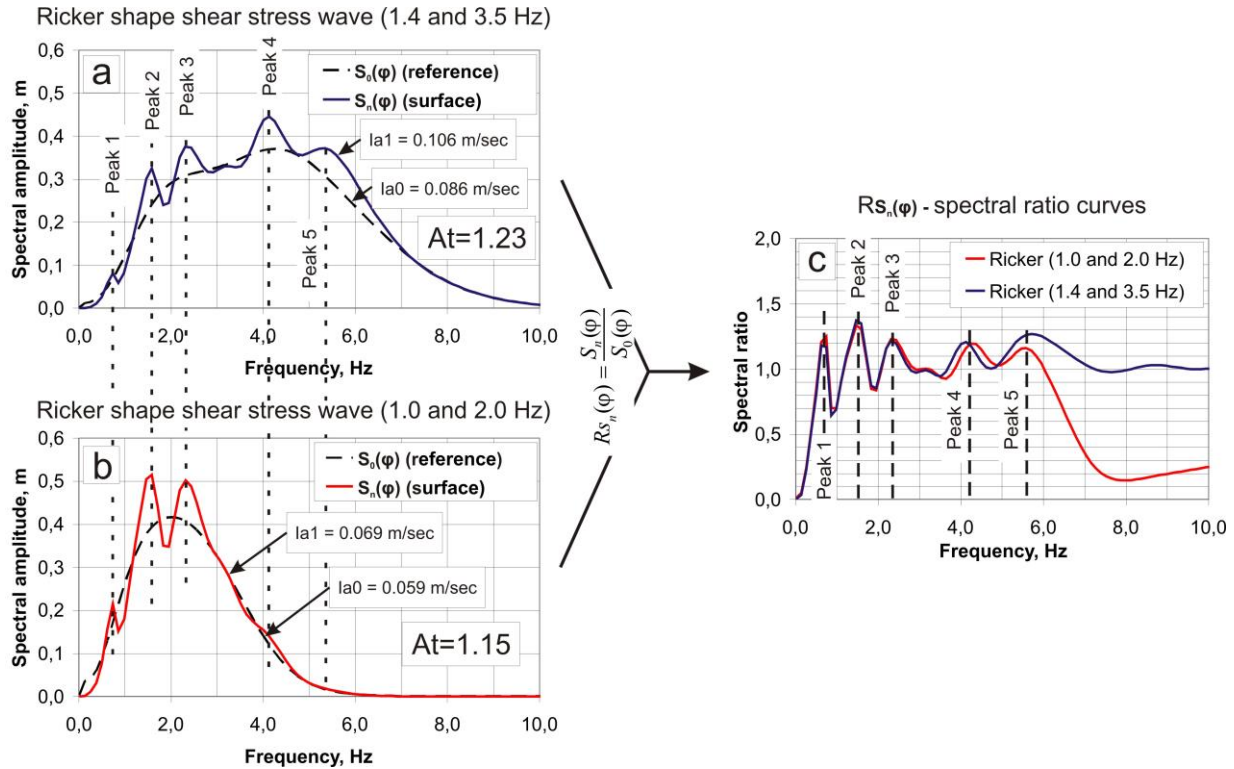 Ricker shape shear stress wave (1.4 and 3.5 Hz)
a
Spectral amplitude, m
0,6
0,5
0,4
0,3
0,2
0,1
0,0
Peak 1
Peak 2
Peak 3
Peak 4
Peak 5
S₀(φ) (reference)
Sₙ(φ) (surface)
Ia1 = 0.106 m/sec
Ia0 = 0.086 m/sec
At=1.23
0,0 2,0 4,0 6,0 8,0 10,0
Frequency, Hz
Ricker shape shear stress wave (1.0 and 2.0 Hz)
b
Spectral amplitude, m
0,6
0,5
0,4
0,3
0,2
0,1
0,0
S₀(φ) (reference)
Sₙ(φ) (surface)
Ia1 = 0.069 m/sec
Ia0 = 0.059 m/sec
At=1.15
0,0 2,0 4,0 6,0 8,0 10,0
Frequency, Hz
Rsₙ(φ) = Sₙ(φ) / S₀(φ)
RSₙ(φ) - spectral ratio curves
c
Spectral ratio
2,0
1,5
1,0
0,5
0,0
Peak 1
Peak 2
Peak 3
Peak 4
Peak 5
Ricker (1.0 and 2.0 Hz)
Ricker (1.4 and 3.5 Hz)
0,0 2,0 4,0 6,0 8,0 10,0
Frequency, Hz